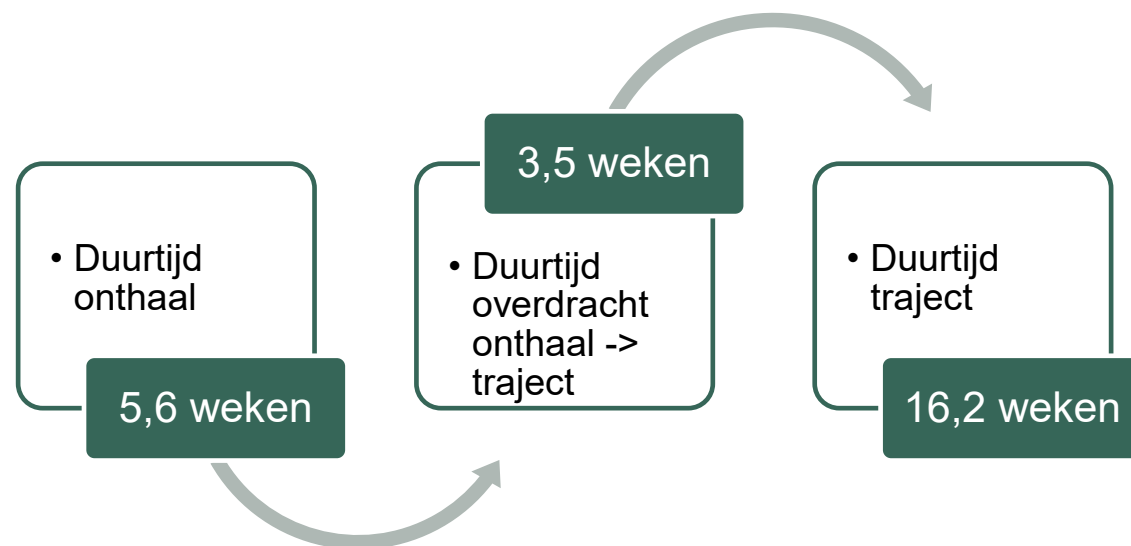 • Duurtijd
onthaal
5,6 weken
3,5 weken
• Duurtijd
overdracht
onthaal ->
traject
• Duurtijd
traject
16,2 weken